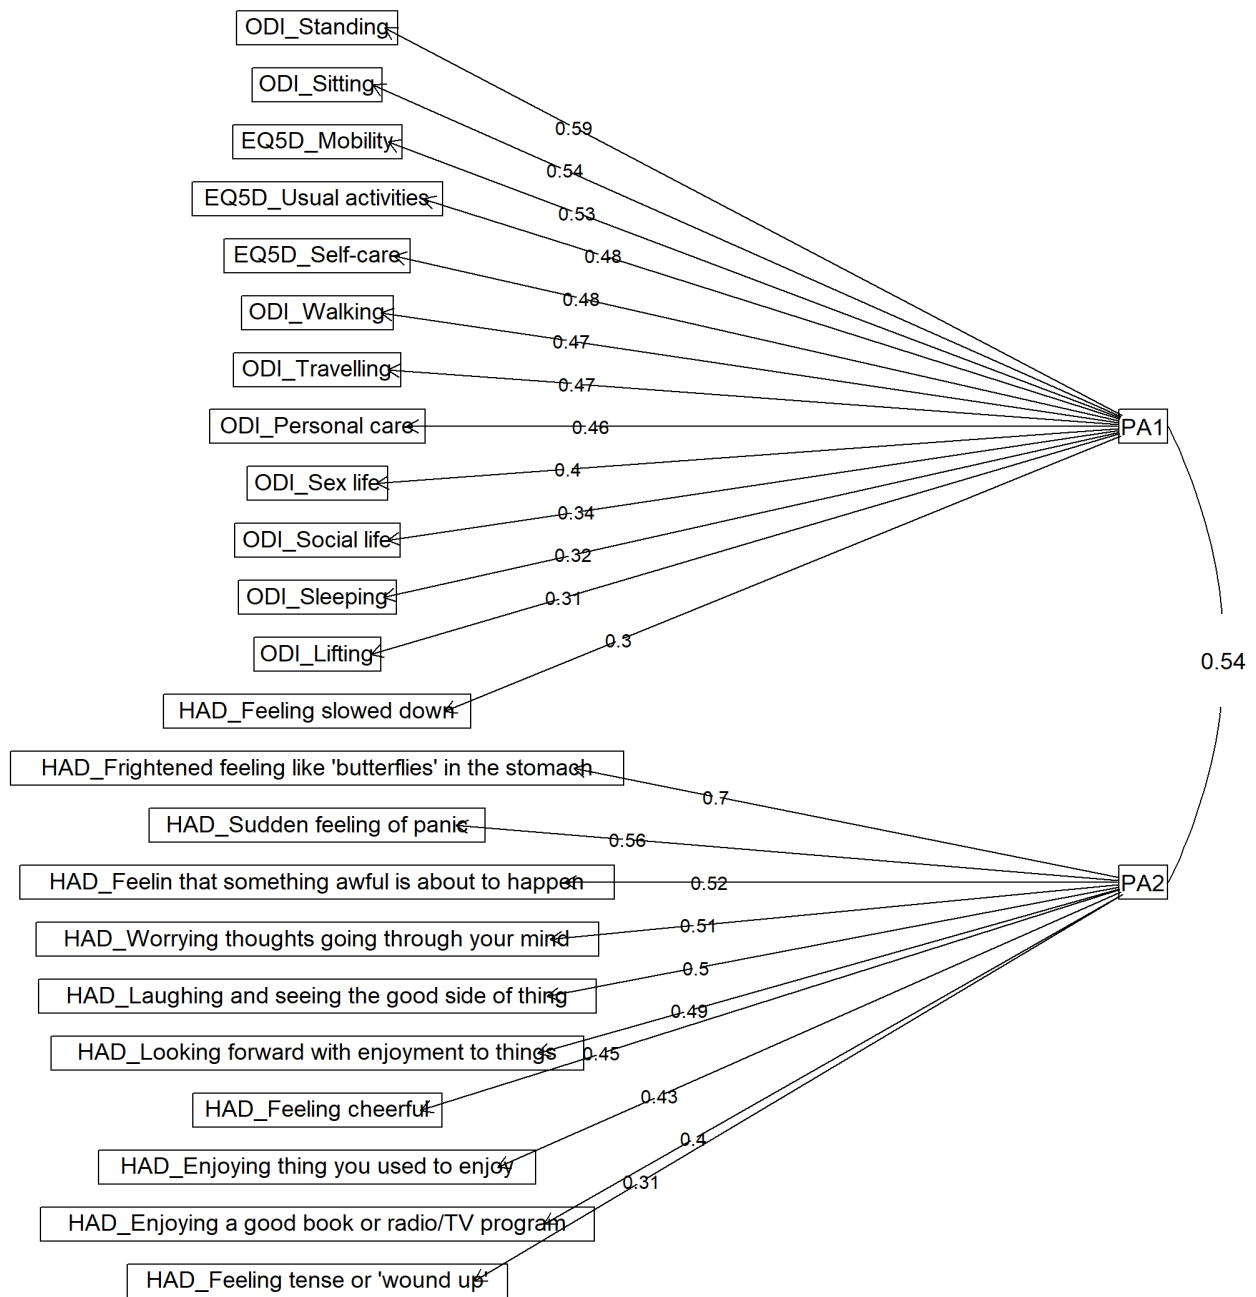 ODI_Standing
ODI_Sitting
0.59
EQ5D_Mobility
0.54
EQ5D_Usual activities
0.53
EQ5D_Self-care
0.48
0.48
ODI_Walking
0.47
ODI_Travelling
0.47
ODI_Personal care
0.46
PA1
0.4
ODI_Sex life
0.34
ODI_Social life
0.32
ODI_Sleeping
0.31
0.3
ODI_Lifting
0.54
HAD_Feeling slowed down
HAD_Frightened feeling like 'butterflies' in the stomach
0.7
HAD_Sudden feeling of panic
0.56
HAD_Feelin that something awful is about to happen
0.52
PA2
0.51
HAD_Worrying thoughts going through your mind
0.5
HAD_Laughing and seeing the good side of thing
0.49
HAD_Looking forward with enjoyment to things
0.45
0.43
HAD_Feeling cheerful
0.4
HAD_Enjoying thing you used to enjoy
0.31
HAD_Enjoying a good book or radio/TV program
HAD_Feeling tense or 'wound up'